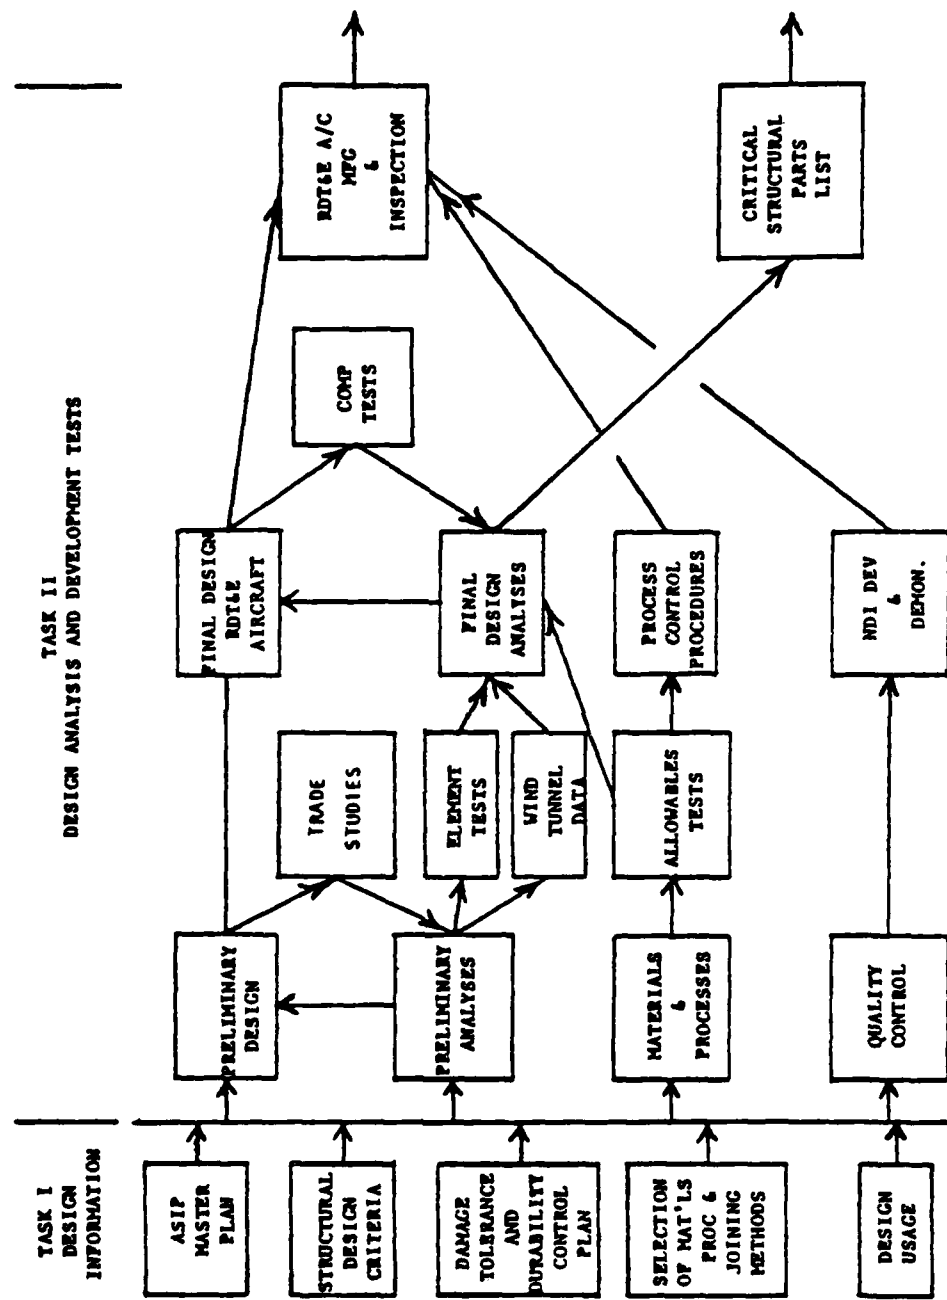 TASK I
DESIGN
INFORMATION
TASK II
DESIGN ANALYSIS AND DEVELOPMENT TESTS
ASIP
MASTER
PLAN
STRUCTURAL
DESIGN
CRITERIA
DAMAGE
TOLERANCE
AND
DURABILITY
CONTROL
PLAN
SELECTION
OF MAT'LS
PROC &
JOINING
METHODS
DESIGN
USAGE
PRELIMINARY
DESIGN
PRELIMINARY
ANALYSES
MATERIALS
&
PROCESSES
QUALITY
CONTROL
TRADE
STUDIES
ELEMENT
TESTS
WIND
TUNNEL
DATA
ALLOWABLES
TESTS
FINAL DESIGN
RDT&E
AIRCRAFT
FINAL
DESIGN
ANALYSES
PROCESS
CONTROL
PROCEDURES
NDI DEV
&
DEMON.
COMP
TESTS
RDT&E A/C
MFG
&
INSPECTION
CRITICAL
STRUCTURAL
PARTS
LIST